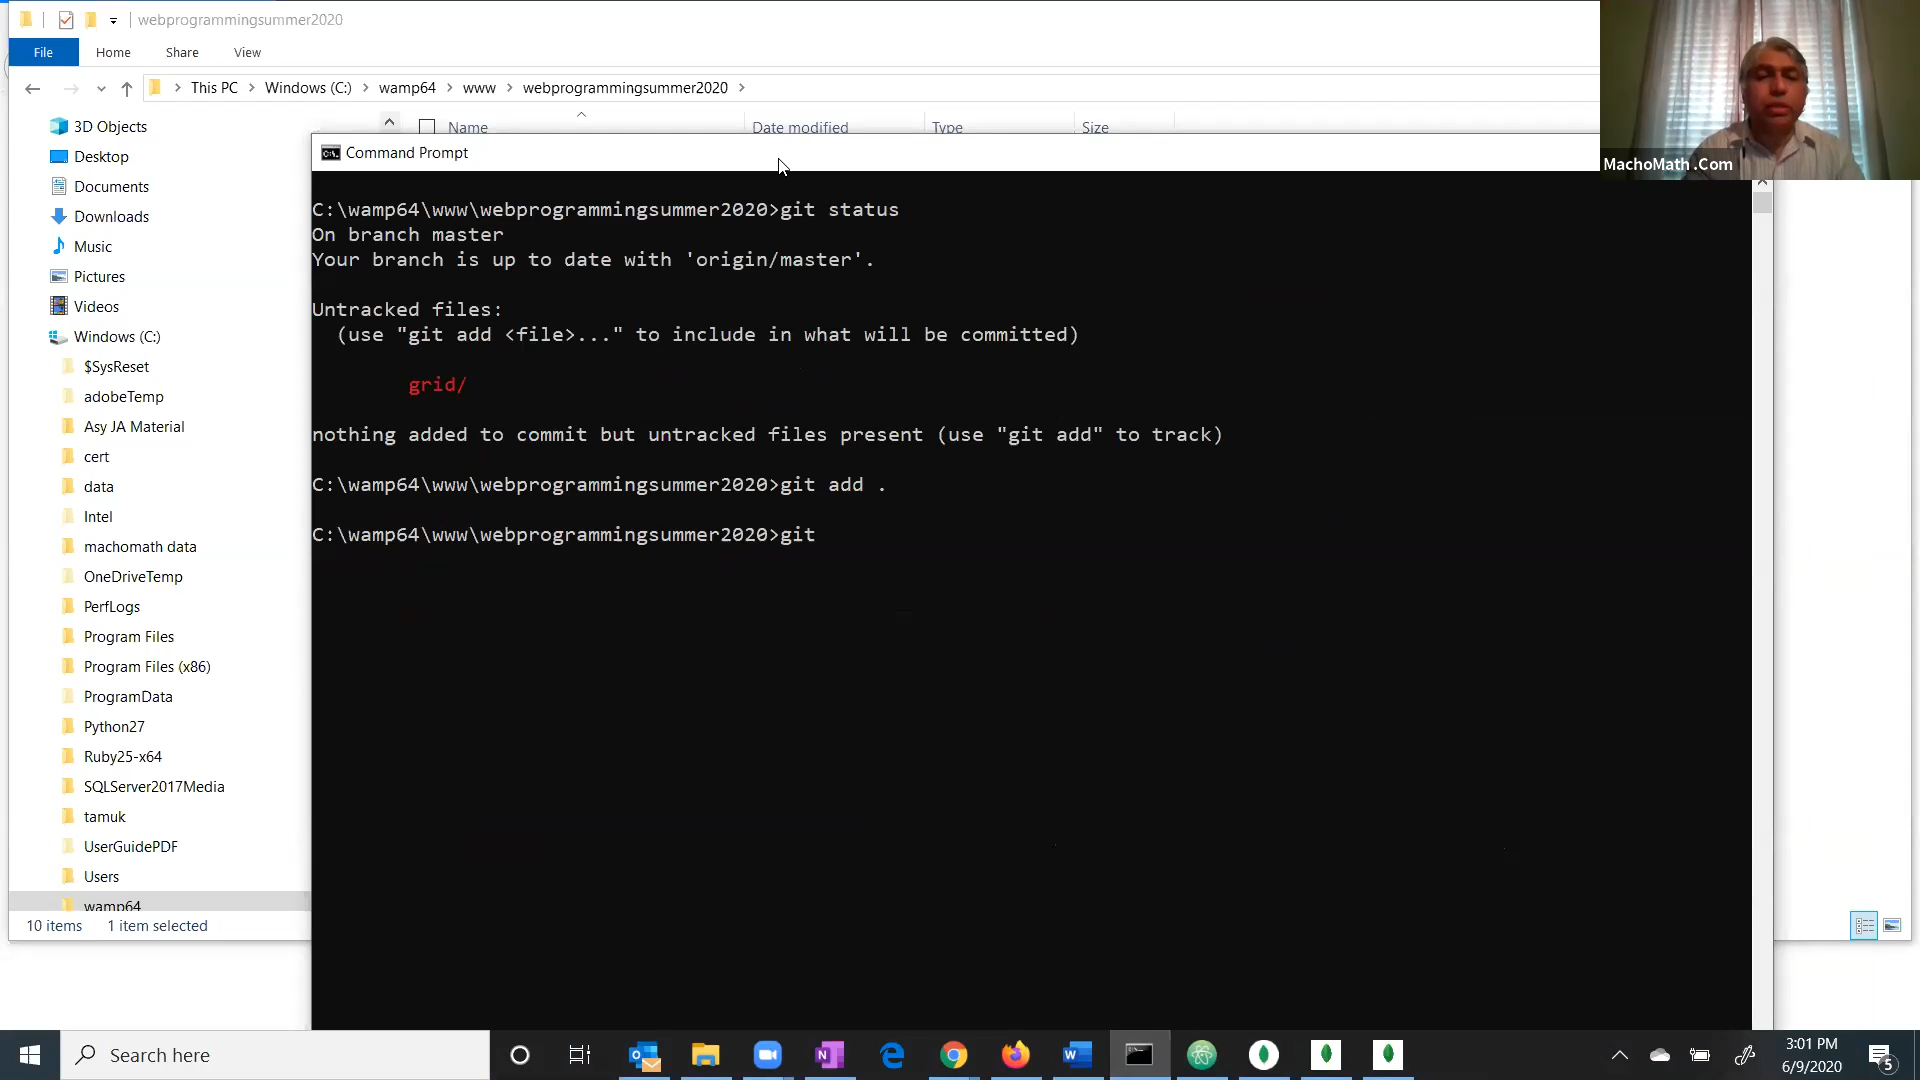 webprogrammingsummer2020
File Home Share View
This PC Windows (C:) wamp64 www webprogrammingsummer2020
Name Date modified Type Size
3D Objects
Desktop
Documents
Downloads
Music
Pictures
Videos
Windows (C:)
$SysReset
adobeTemp
Asy JA Material
cert
data
Intel
machomath data
OneDriveTemp
PerfLogs
Program Files
Program Files (x86)
ProgramData
Python27
Ruby25-x64
SQLServer2017Media
tamuk
UserGuidePDF
Users
wamp64
10 items 1 item selected
Command Prompt
C:\wamp64\www\webprogrammingsummer2020>git status
On branch master
Your branch is up to date with 'origin/master'.
Untracked files:
(use "git add <file>..." to include in what will be committed)
grid/
nothing added to commit but untracked files present (use "git add" to track)
C:\wamp64\www\webprogrammingsummer2020>git add .
C:\wamp64\www\webprogrammingsummer2020>git
MachoMath .Com
Search here
3:01 PM
6/9/2020
5